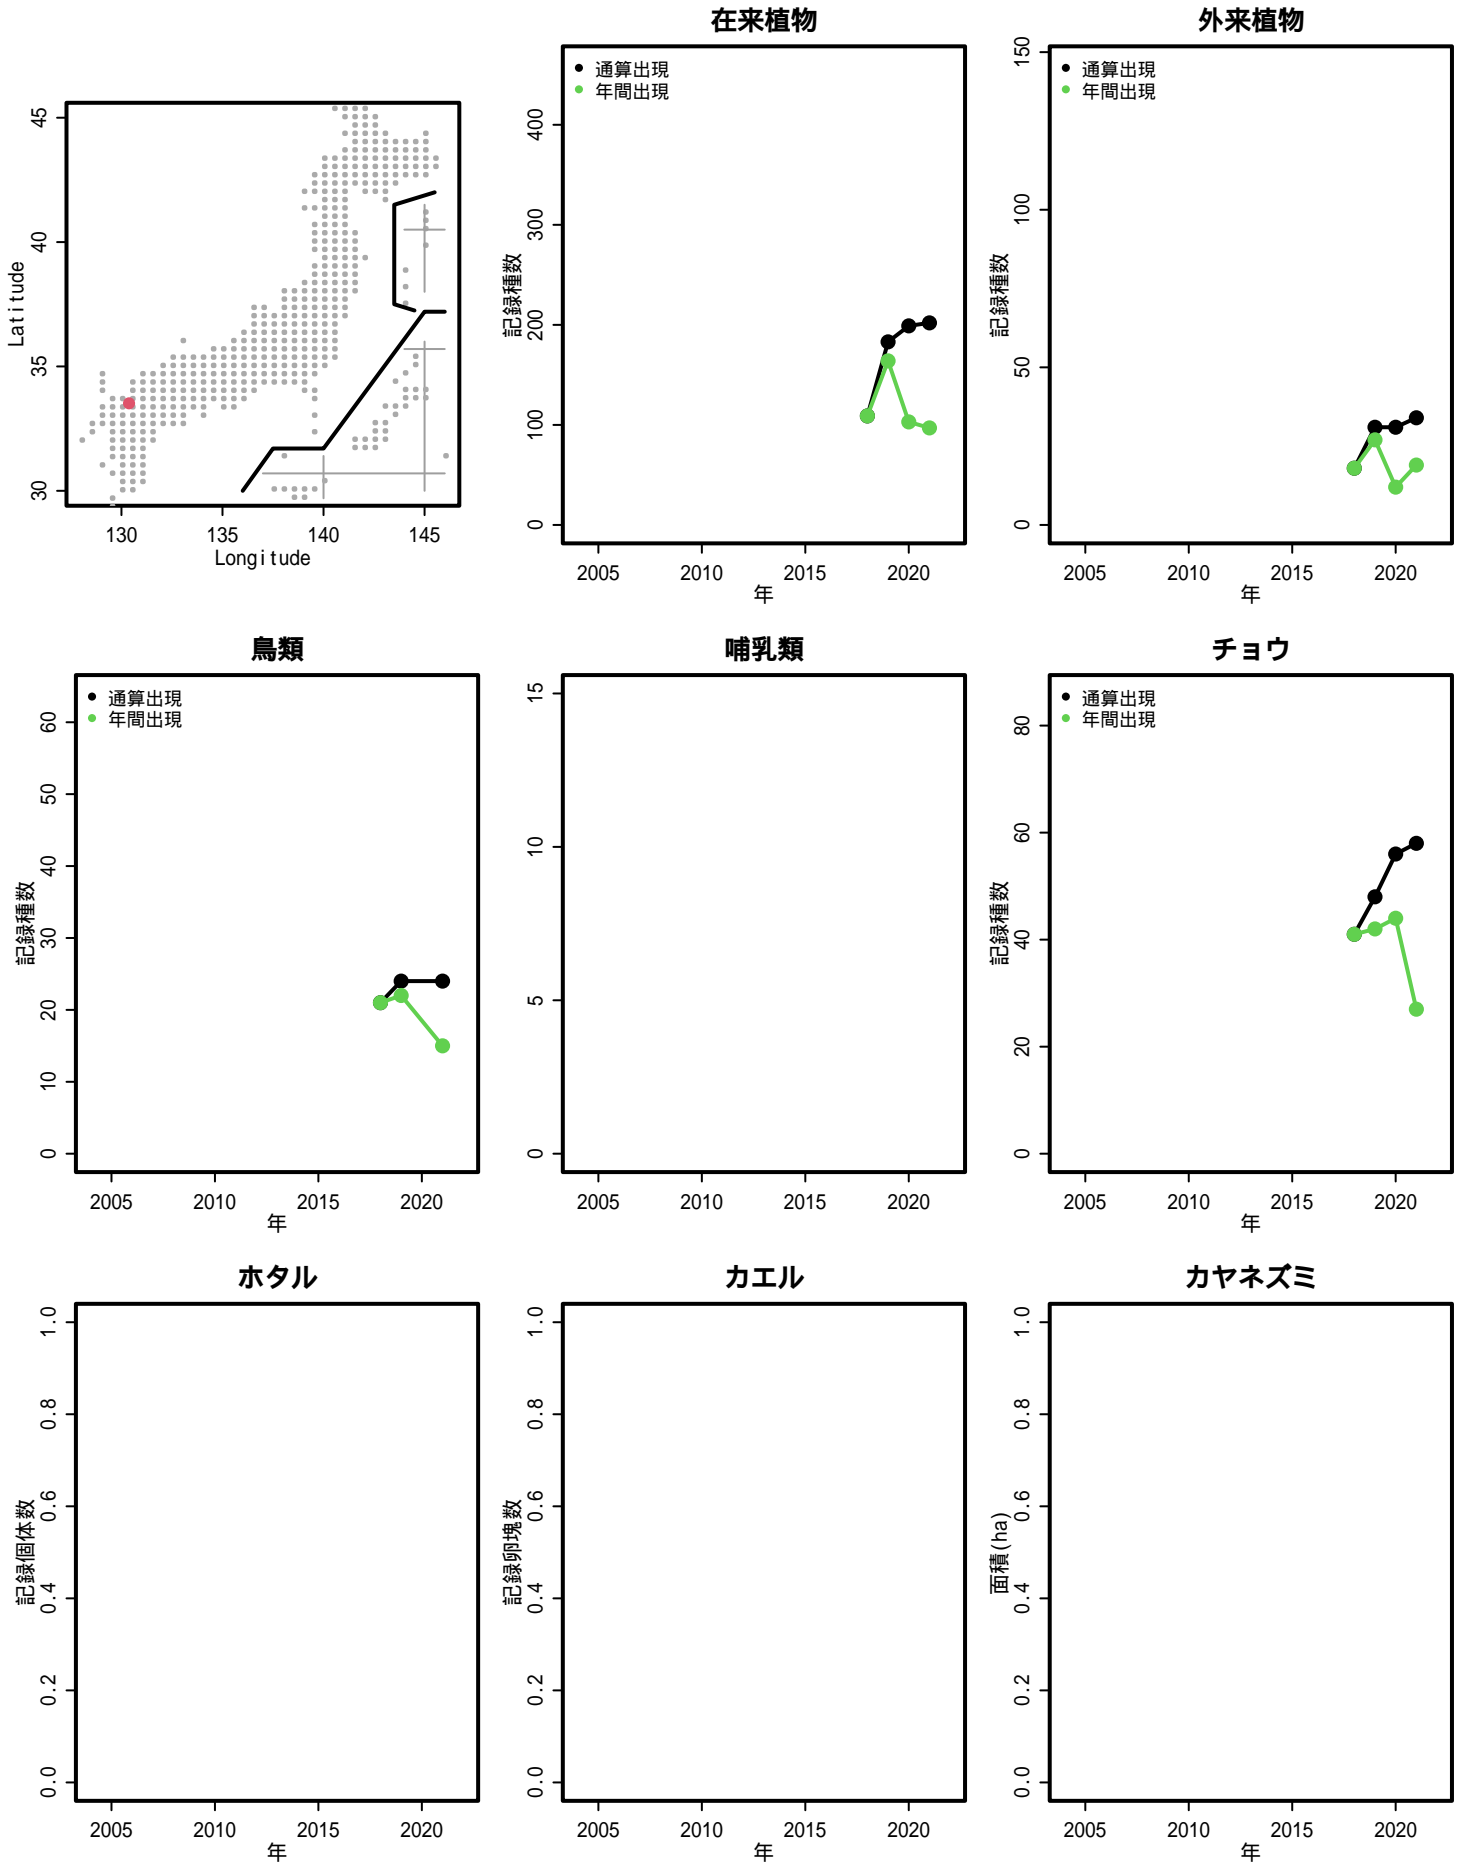 45
40
35
30
Latitude
130 135 140 145
Longitude
在来植物
通算出現
年間出現
400
300
200
100
0
記録種数
2005 2010 2015 2020
年
外来植物
通算出現
年間出現
150
100
50
0
記録種数
2005 2010 2015 2020
年
鳥類
通算出現
年間出現
60
50
40
30
20
10
0
記録種数
2005 2010 2015 2020
年
哺乳類
15
10
5
0
2005 2010 2015 2020
チョウ
通算出現
年間出現
80
60
40
20
0
記録種数
2005 2010 2015 2020
年
ホタル
1.0
0.8
0.6
0.4
0.2
0.0
記録個体数
2005 2010 2015 2020
年
カエル
1.0
0.8
0.6
0.4
0.2
0.0
記録卵塊数
2005 2010 2015 2020
年
カヤネズミ
1.0
0.8
0.6
0.4
0.2
0.0
面積(ha)
2005 2010 2015 2020
年